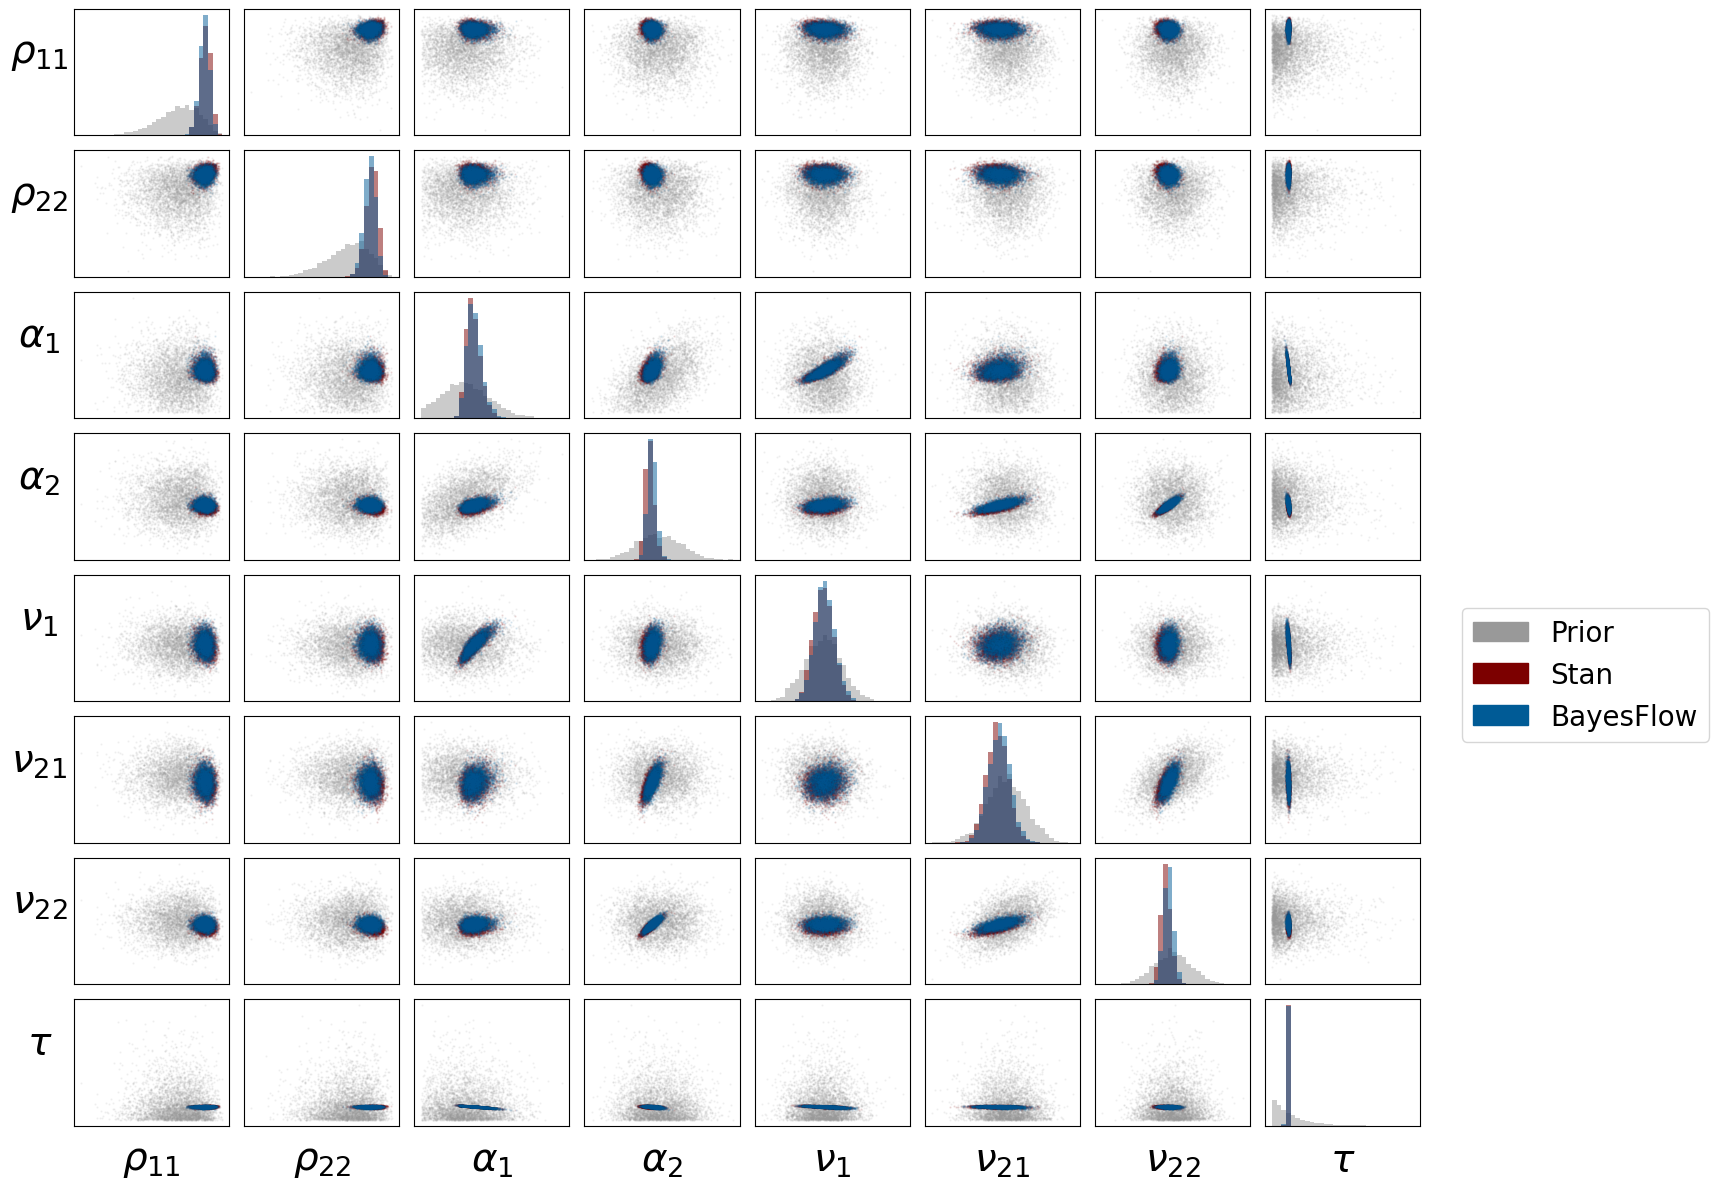 ρ₁₁
ρ₂₂
α₁
α₂
ν₁
ν₂₁
ν₂₂
τ
Prior
Stan
BayesFlow
ρ₁₁ ρ₂₂ α₁ α₂ ν₁ ν₂₁ ν₂₂ τ